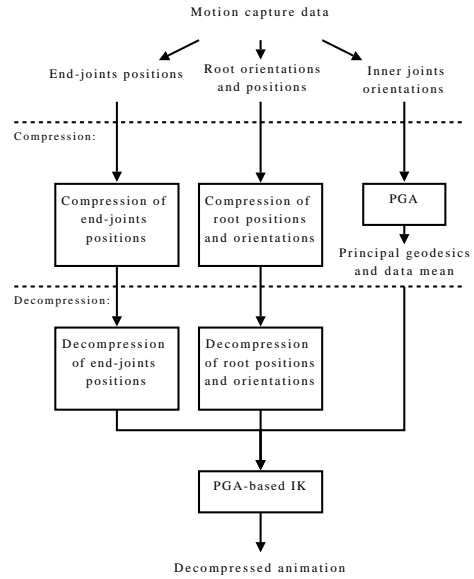 Motion capture data
End-joints positions
Root orientations
and positions
Inner joints
orientations
Compression:
Compression of
end-joints
positions
Compression of
root positions
and orientations
PGA
Principal geodesics
and data mean
Decompression:
Decompression
of end-joints
positions
Decompression
of root positions
and orientations
PGA-based IK
Decompressed animation